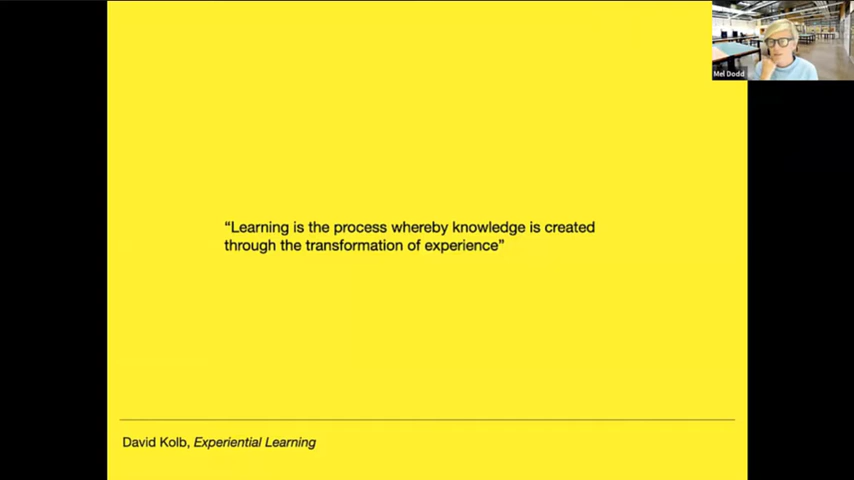 Mel Dodd
“Learning is the process whereby knowledge is created
through the transformation of experience”
David Kolb, Experiential Learning